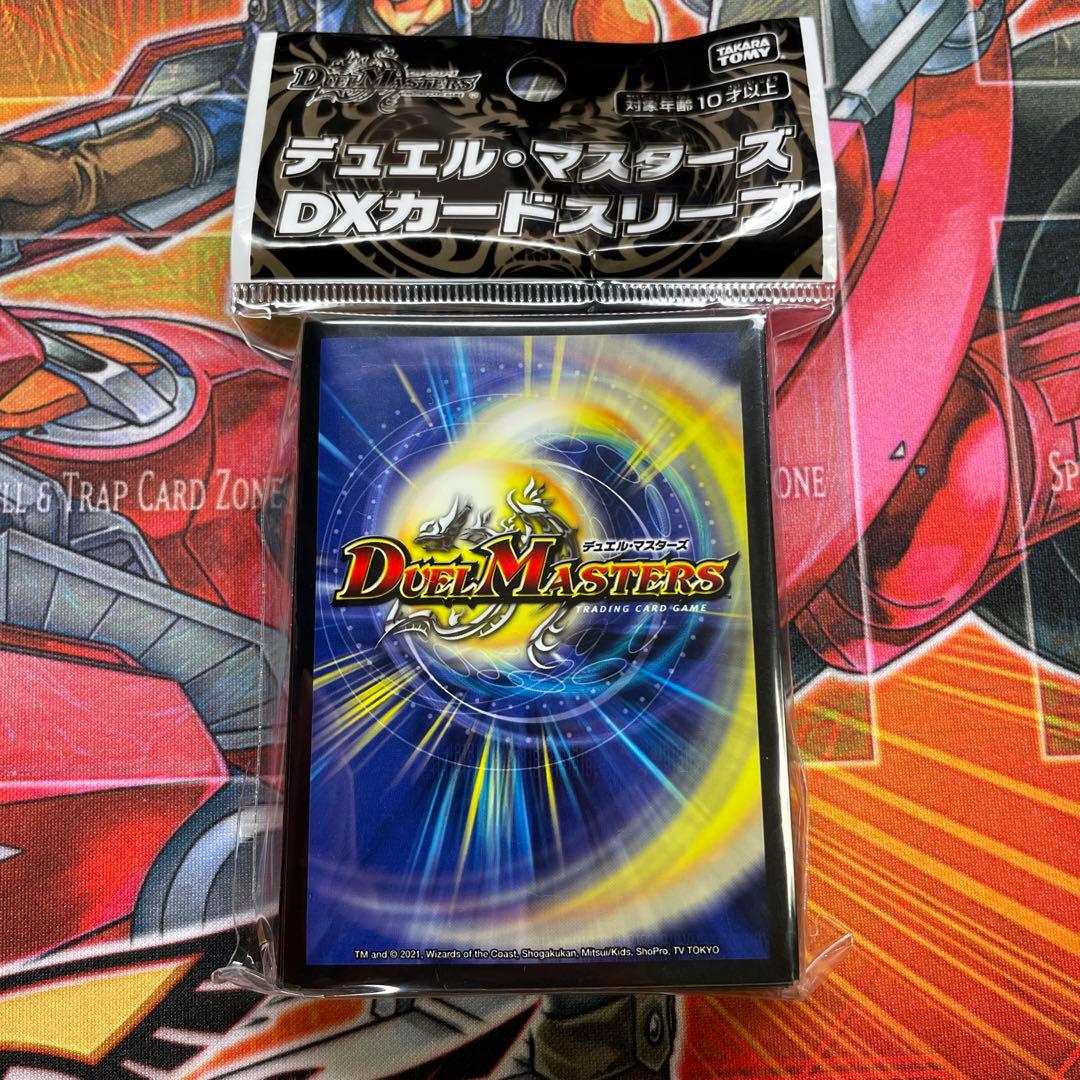 DUEL MASTERS
TAKARA TOMY
対象年齢 10才以上
デュエル・マスターズ
DXカードスリーブ
LL & TRAP CARD ZONE
ZONE
SP
デュエル・マスターズ
DUEL MASTERS
TRADING CARD GAME
TM and © 2021, Wizards of the Coast, Shogakukan, Mitsui/Kids, ShoPro, TV TOKYO